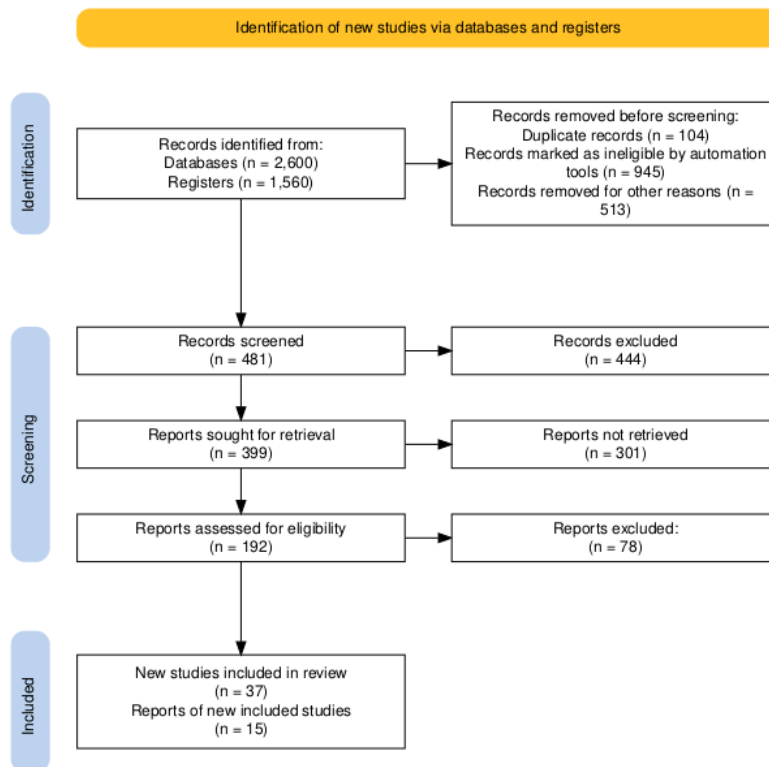 Identification of new studies via databases and registers
Identification
Records identified from:
Databases (n = 2,600)
Registers (n = 1,560)
Records removed before screening:
Duplicate records (n = 104)
Records marked as ineligible by automation
tools (n = 945)
Records removed for other reasons (n =
513)
Screening
Records screened
(n = 481)
Records excluded
(n = 444)
Reports sought for retrieval
(n = 399)
Reports not retrieved
(n = 301)
Reports assessed for eligibility
(n = 192)
Reports excluded:
(n = 78)
Included
New studies included in review
(n = 37)
Reports of new included studies
(n = 15)